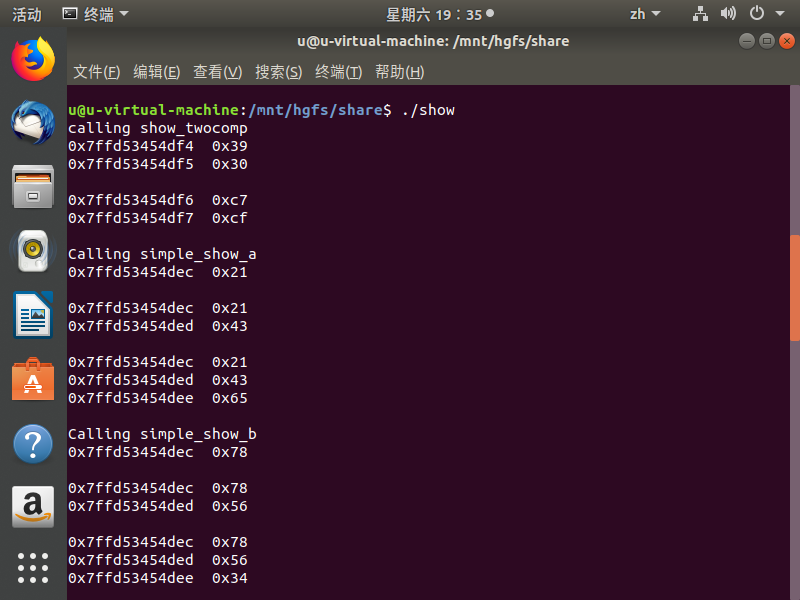 活动 终端 星期六 19：35 zh
u@u-virtual-machine: /mnt/hgfs/share
文件(F) 编辑(E) 查看(V) 搜索(S) 终端(T) 帮助(H)
u@u-virtual-machine:/mnt/hgfs/share$ ./show
calling show_twocomp
0x7ffd53454df4 0x39
0x7ffd53454df5 0x30
0x7ffd53454df6 0xc7
0x7ffd53454df7 0xcf
Calling simple_show_a
0x7ffd53454dec 0x21
0x7ffd53454dec 0x21
0x7ffd53454ded 0x43
0x7ffd53454dec 0x21
0x7ffd53454ded 0x43
0x7ffd53454dee 0x65
Calling simple_show_b
0x7ffd53454dec 0x78
0x7ffd53454dec 0x78
0x7ffd53454ded 0x56
0x7ffd53454dec 0x78
0x7ffd53454ded 0x56
0x7ffd53454dee 0x34